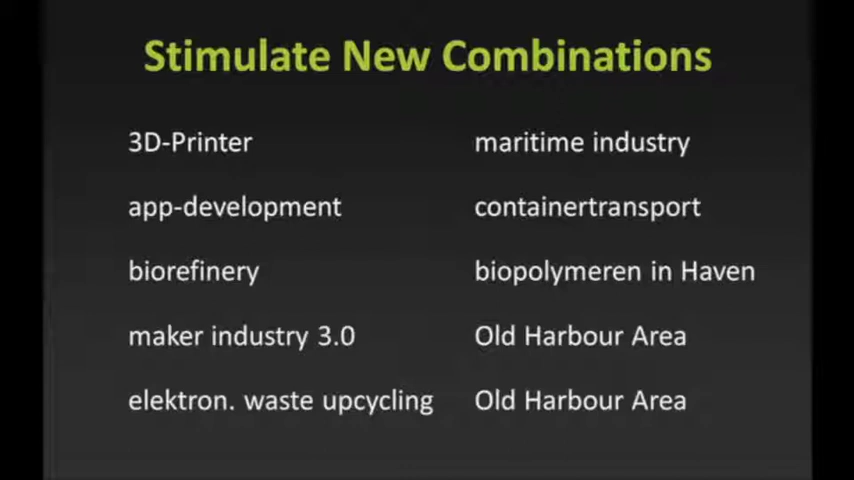 Stimulate New Combinations
3D-Printer maritime industry
app-development containertransport
biorefinery biopolymeren in Haven
maker industry 3.0 Old Harbour Area
elektron. waste upcycling Old Harbour Area